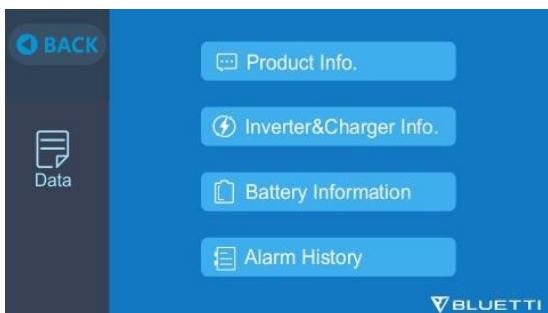 BACK
Data
Product Info.
Inverter&Charger Info.
Battery Information
Alarm History
BLUETTI